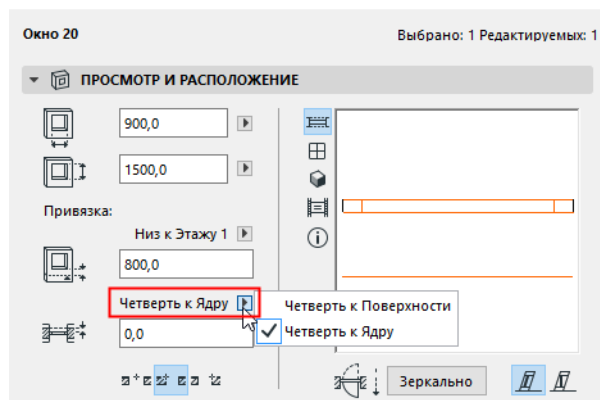 Окно 20
Выбрано: 1 Редактируемых: 1
ПРОСМОТР И РАСПОЛОЖЕНИЕ
900,0
1500,0
Привязка:
Низ к Этажу 1
800,0
Четверть к Ядру
0,0
Четверть к Поверхности
Четверть к Ядру
Зеркально